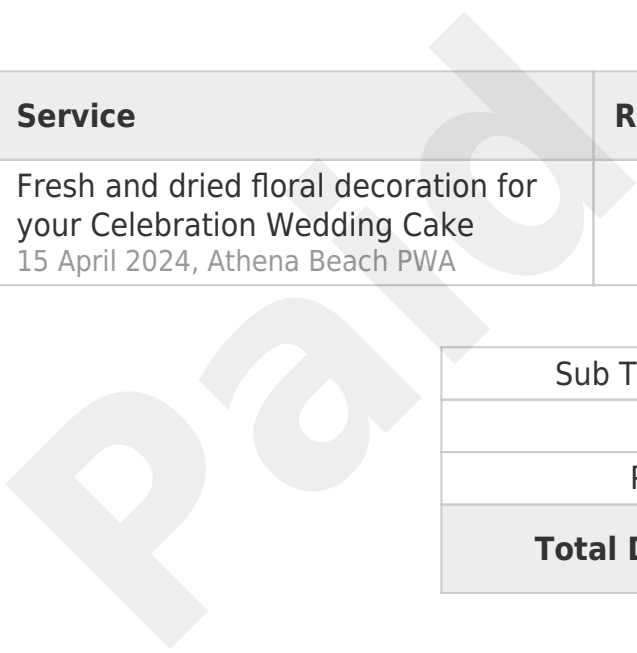 Service R
Fresh and dried floral decoration for
your Celebration Wedding Cake
15 April 2024, Athena Beach PWA
Sub T
Total D
Paid